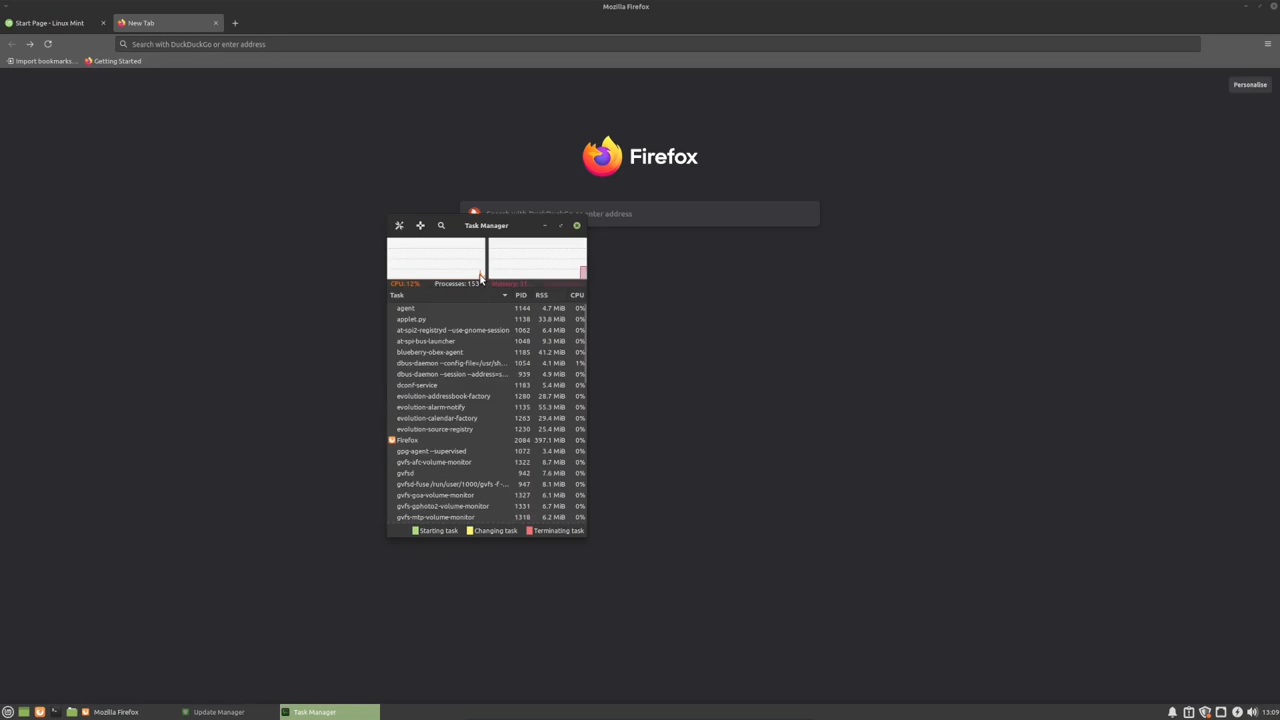 Mozilla Firefox
Start Page - Linux Mint
New Tab
Search with DuckDuckGo or enter address
Import bookmarks...
Getting Started
Personalise
Firefox
Search with DuckDuckGo or enter address
Task Manager
CPU: 12% Processes: 153 Memory: 31...
Task PID RSS CPU
agent 1144 4.7 MiB 0%
applet.py 1138 33.8 MiB 0%
at-spi2-registryd --use-gnome-session 1062 6.4 MiB 0%
at-spi-bus-launcher 1048 9.3 MiB 0%
blueberry-obex-agent 1185 41.2 MiB 0%
dbus-daemon --config-file=/usr/sh... 1054 4.1 MiB 1%
dbus-daemon --session --address=s... 939 4.9 MiB 0%
dconf-service 1183 5.4 MiB 0%
evolution-addressbook-factory 1280 28.7 MiB 0%
evolution-alarm-notify 1135 55.3 MiB 0%
evolution-calendar-factory 1263 29.4 MiB 0%
evolution-source-registry 1230 25.4 MiB 0%
Firefox 2084 397.1 MiB 0%
gpg-agent --supervised 1072 3.4 MiB 0%
gvfs-afc-volume-monitor 1322 8.7 MiB 0%
gvfsd 942 7.6 MiB 0%
gvfsd-fuse /run/user/1000/gvfs -f -... 947 8.1 MiB 0%
gvfs-goa-volume-monitor 1327 6.1 MiB 0%
gvfs-gphoto2-volume-monitor 1331 6.7 MiB 0%
gvfs-mtp-volume-monitor 1318 6.2 MiB 0%
Starting task Changing task Terminating task
Mozilla Firefox
Update Manager
Task Manager
13:09